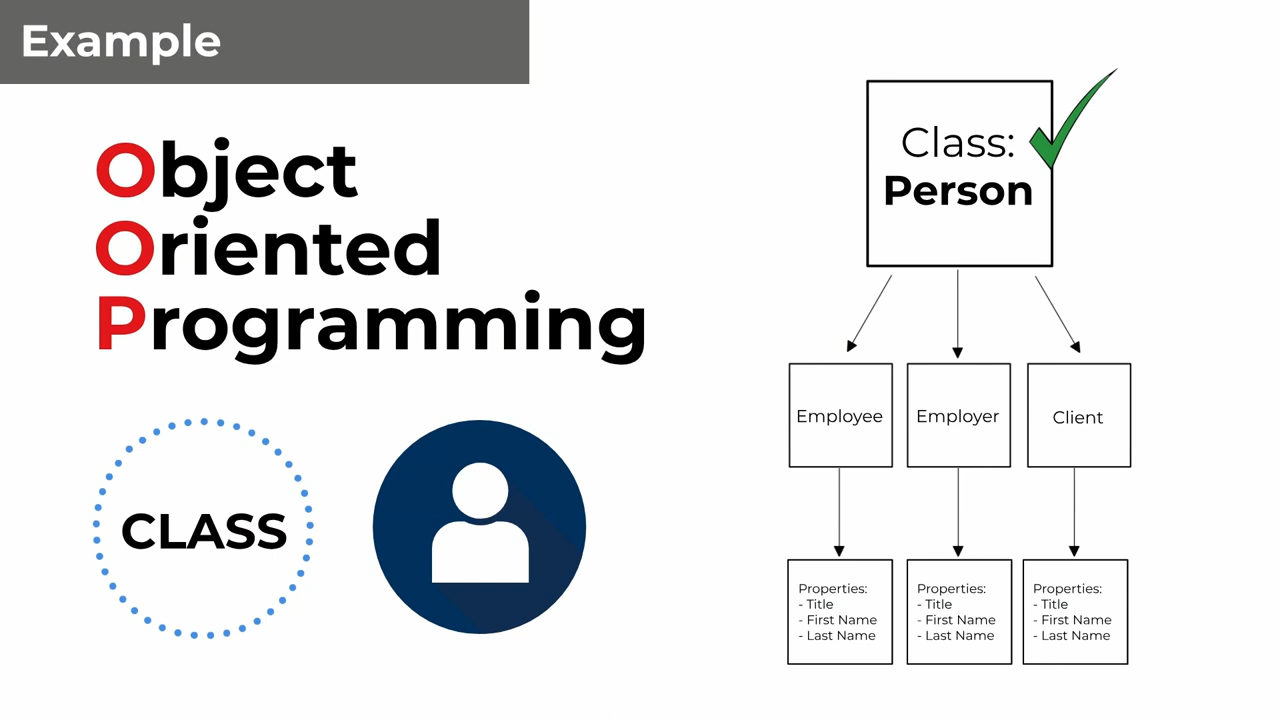 Example
Object
Oriented
Programming
CLASS
Class:
Person
Employee
Employer
Client
Properties:
- Title
- First Name
- Last Name
Properties:
- Title
- First Name
- Last Name
Properties:
- Title
- First Name
- Last Name